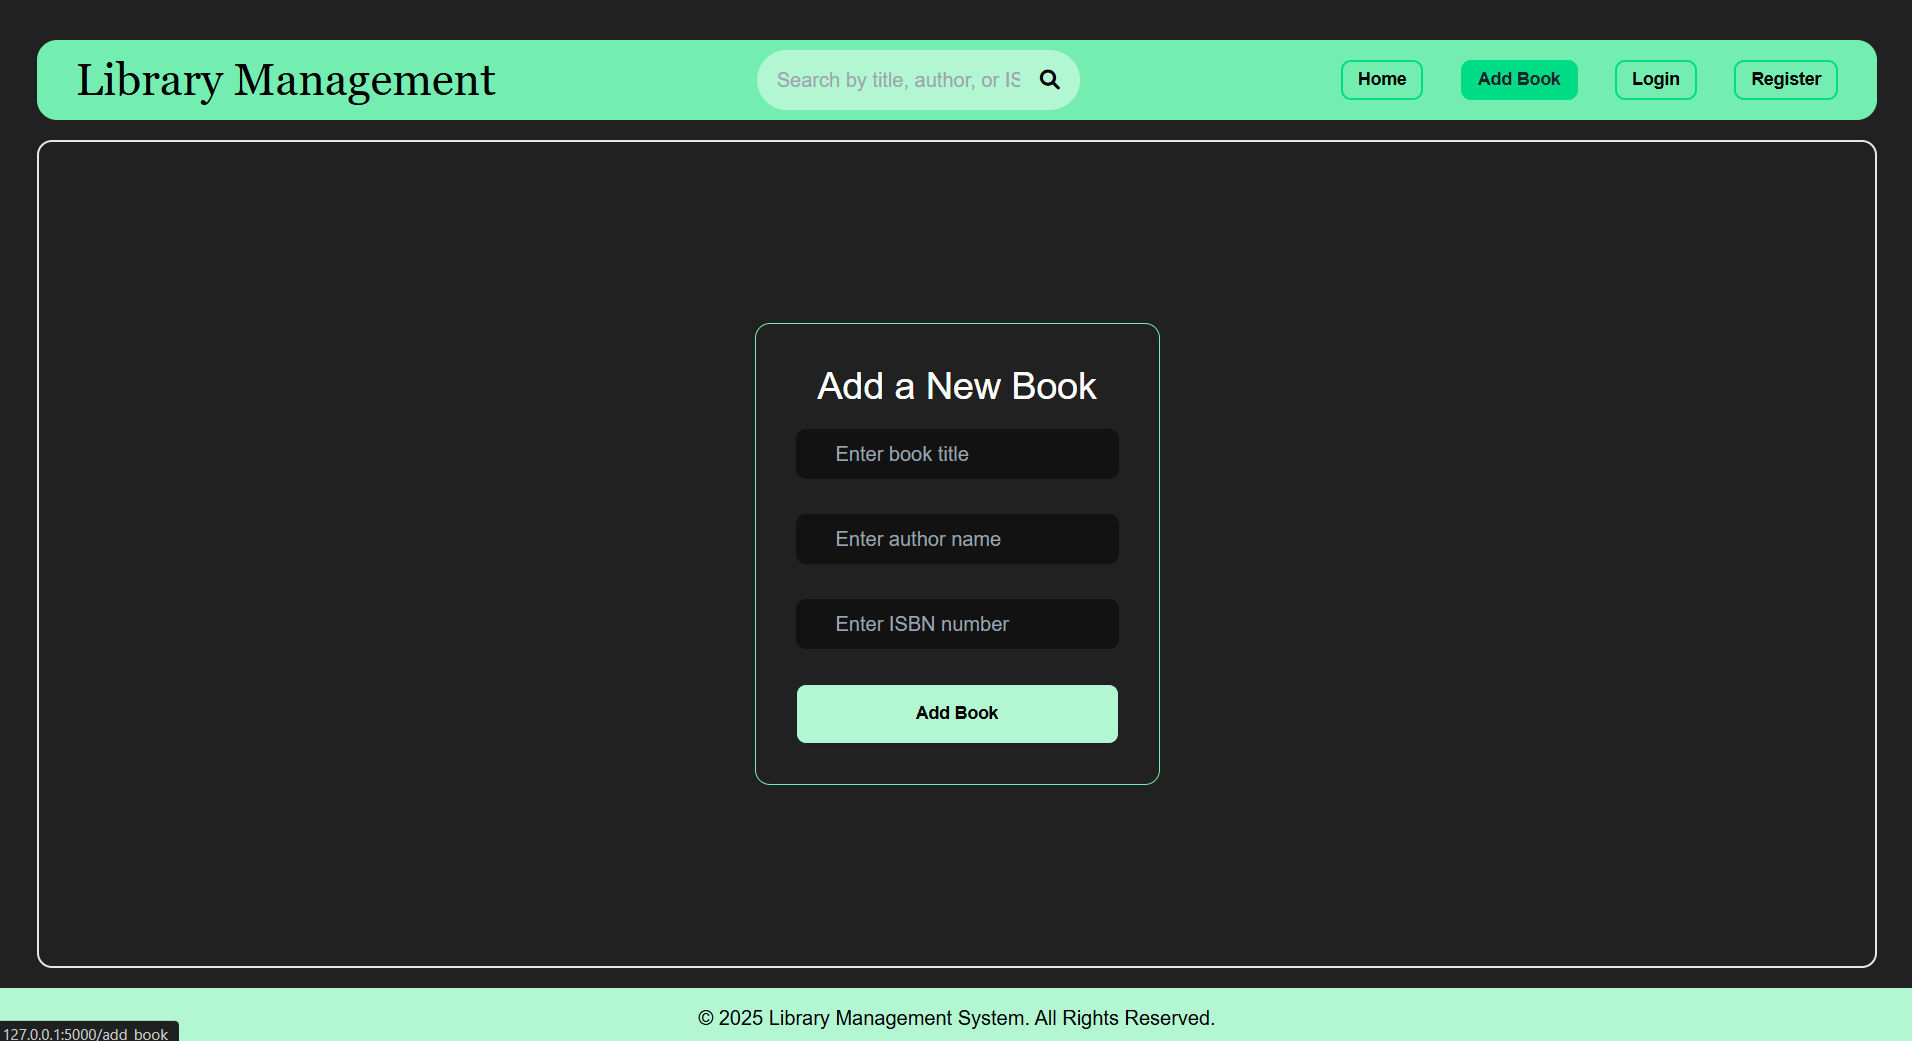 Library Management
Search by title, author, or IS
Home
Add Book
Login
Register
Add a New Book
Enter book title
Enter author name
Enter ISBN number
Add Book
© 2025 Library Management System. All Rights Reserved.
127.0.0.1:5000/add_book